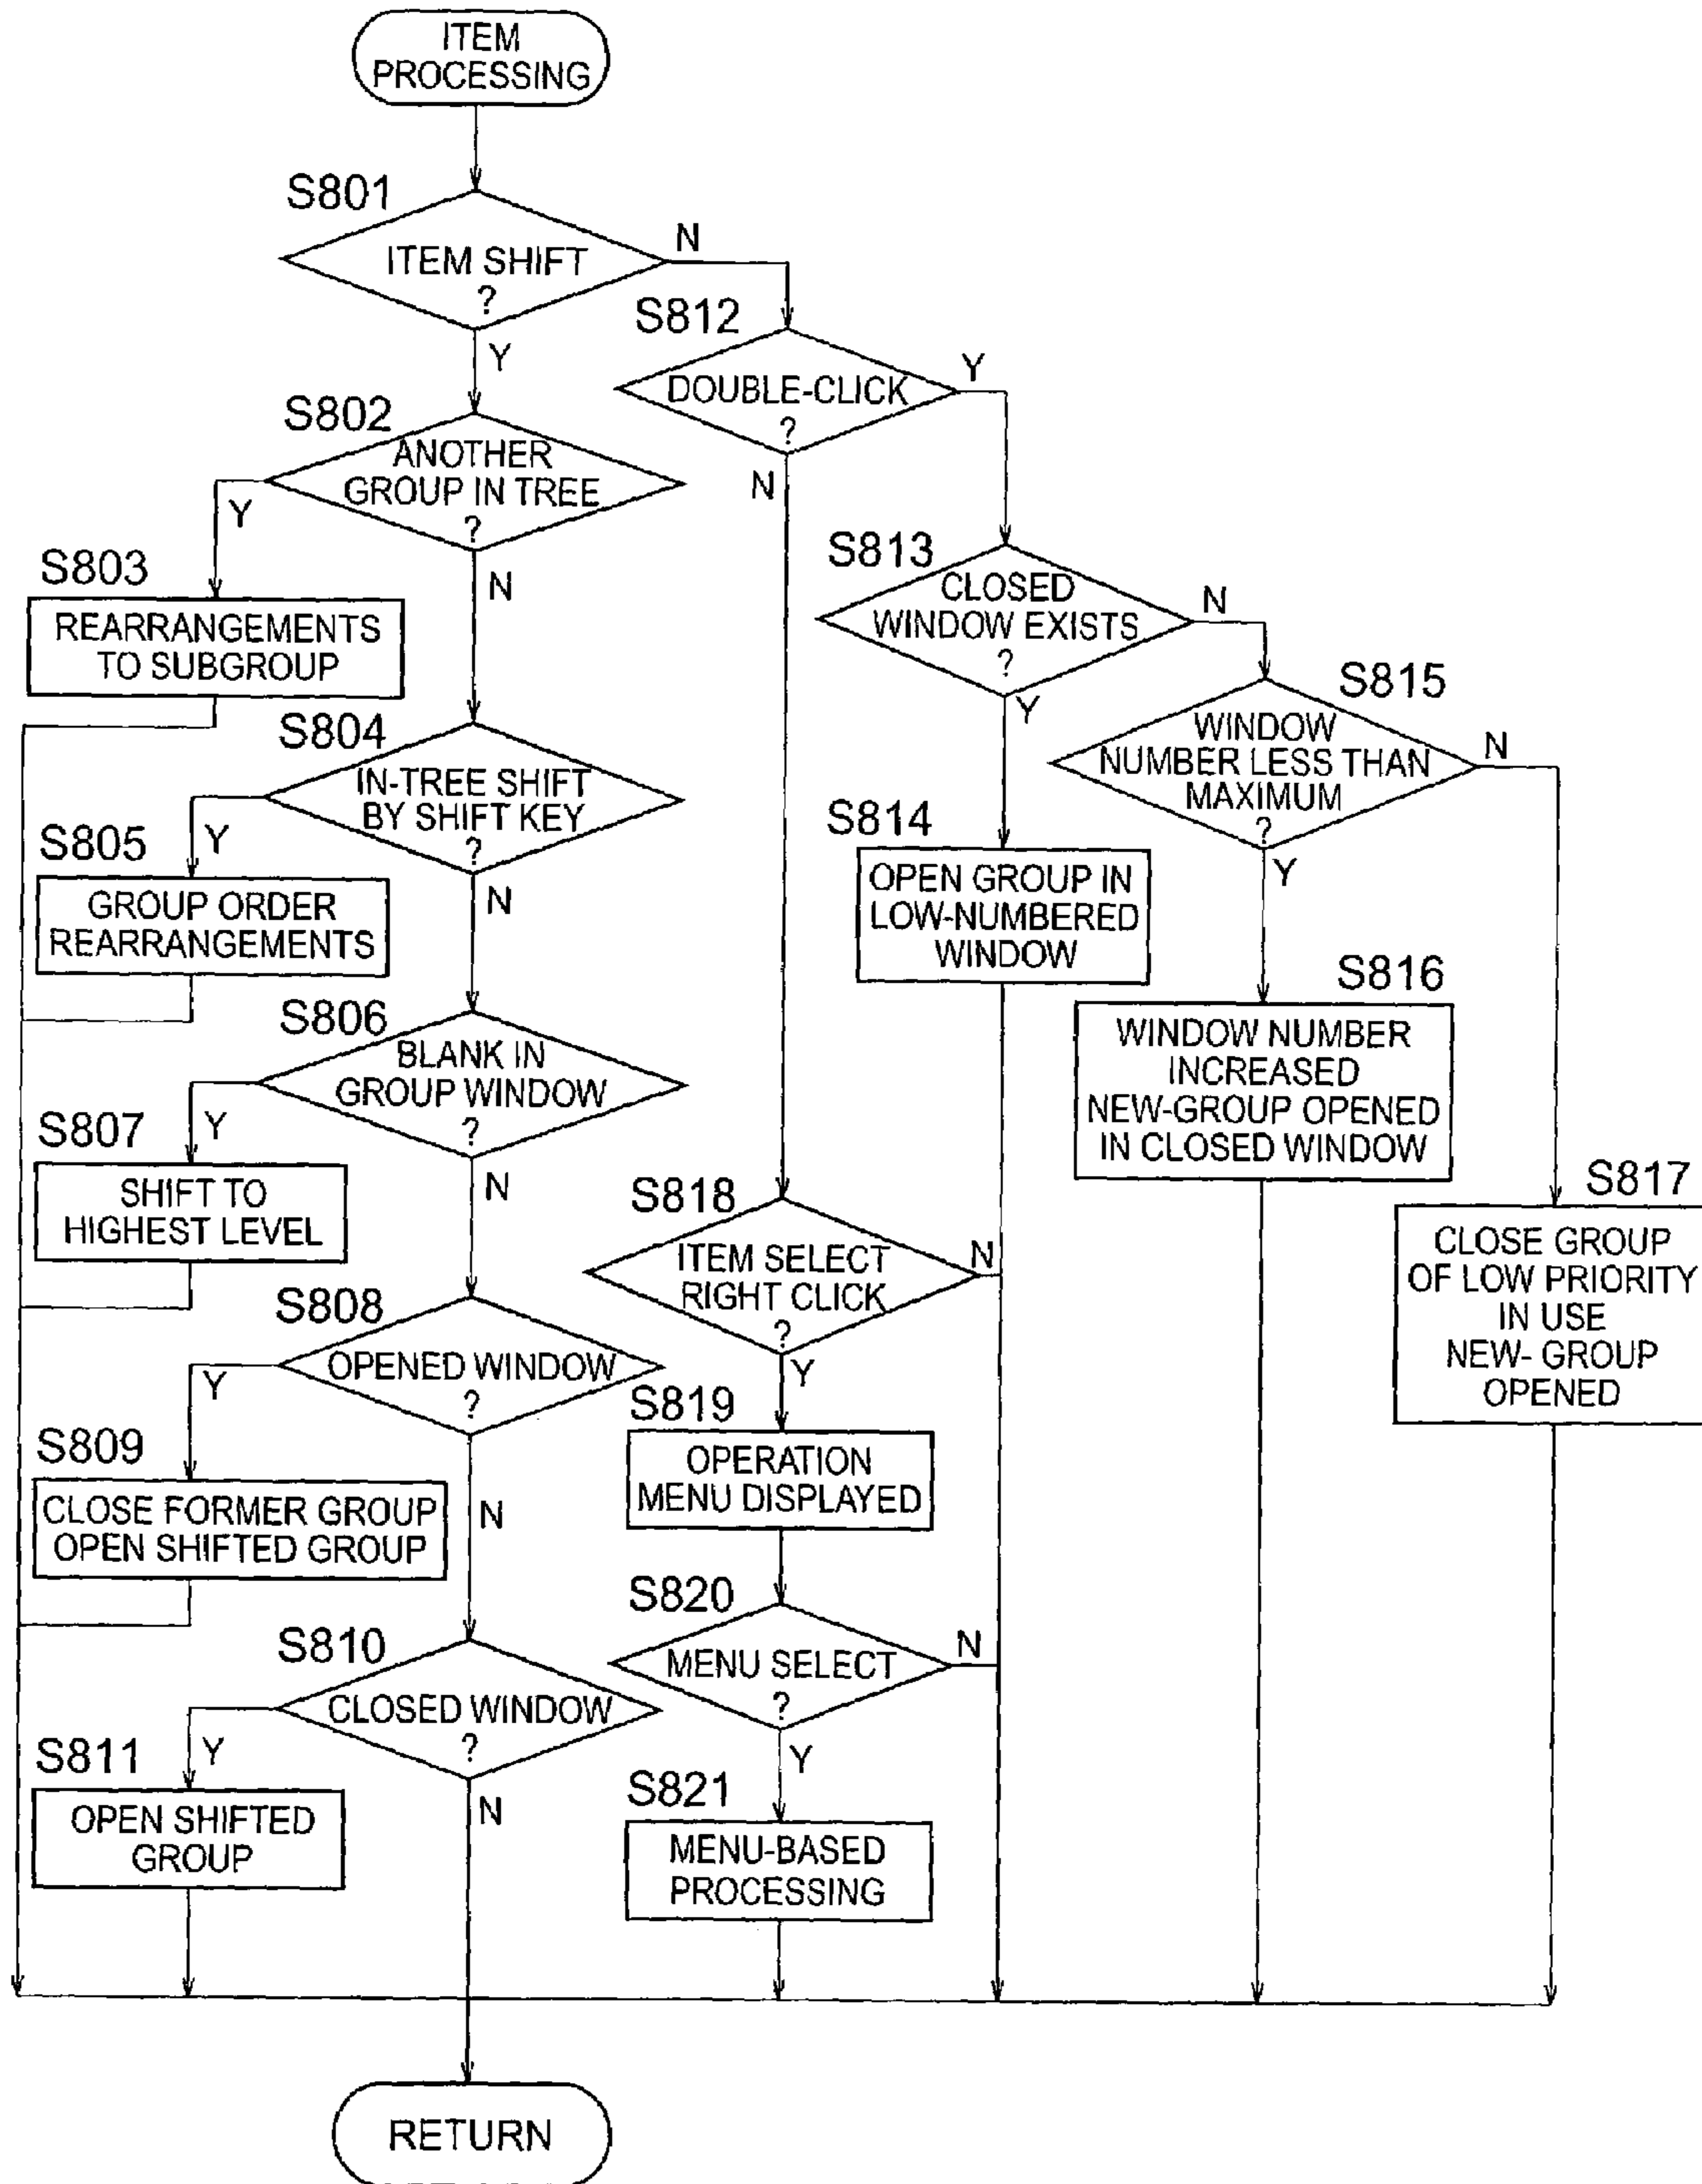 ITEM
PROCESSING
S801
ITEM SHIFT
?
N
Y
S802
ANOTHER
GROUP IN TREE
?
Y
N
S803
REARRANGEMENTS
TO SUBGROUP
S804
IN-TREE SHIFT
BY SHIFT KEY
?
Y
N
S805
GROUP ORDER
REARRANGEMENTS
S806
BLANK IN
GROUP WINDOW
?
Y
N
S807
SHIFT TO
HIGHEST LEVEL
S808
OPENED WINDOW
?
Y
N
S809
CLOSE FORMER GROUP
OPEN SHIFTED GROUP
S810
CLOSED WINDOW
?
Y
N
S811
OPEN SHIFTED
GROUP
S812
DOUBLE-CLICK
?
Y
N
S813
CLOSED
WINDOW EXISTS
?
N
Y
S814
OPEN GROUP IN
LOW-NUMBERED
WINDOW
S815
WINDOW
NUMBER LESS THAN
MAXIMUM
?
N
Y
S816
WINDOW NUMBER
INCREASED
NEW-GROUP OPENED
IN CLOSED WINDOW
S817
CLOSE GROUP
OF LOW PRIORITY
IN USE
NEW- GROUP
OPENED
S818
ITEM SELECT
RIGHT CLICK
?
N
Y
S819
OPERATION
MENU DISPLAYED
S820
MENU SELECT
?
N
Y
S821
MENU-BASED
PROCESSING
RETURN